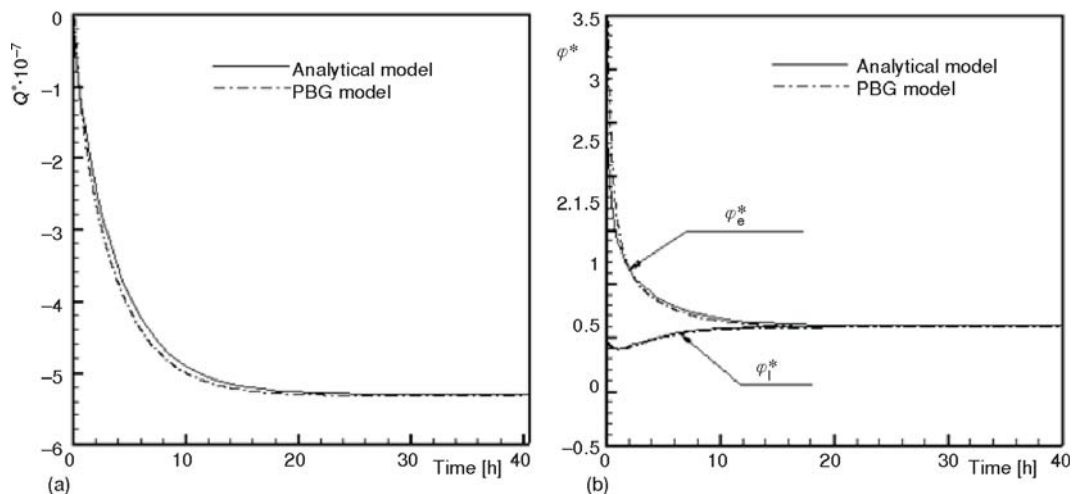 0
−1
−2
−3
−4
−5
−6
Q*·10⁻⁷
Analytical model
PBG model
0
10
20
30
40
Time [h]
(a)
3.5
φ*
3
2.5
2.1.5
1
0.5
0
−0.5
Analytical model
PBG model
φe*
φl*
0
10
20
30
40
Time [h]
(b)